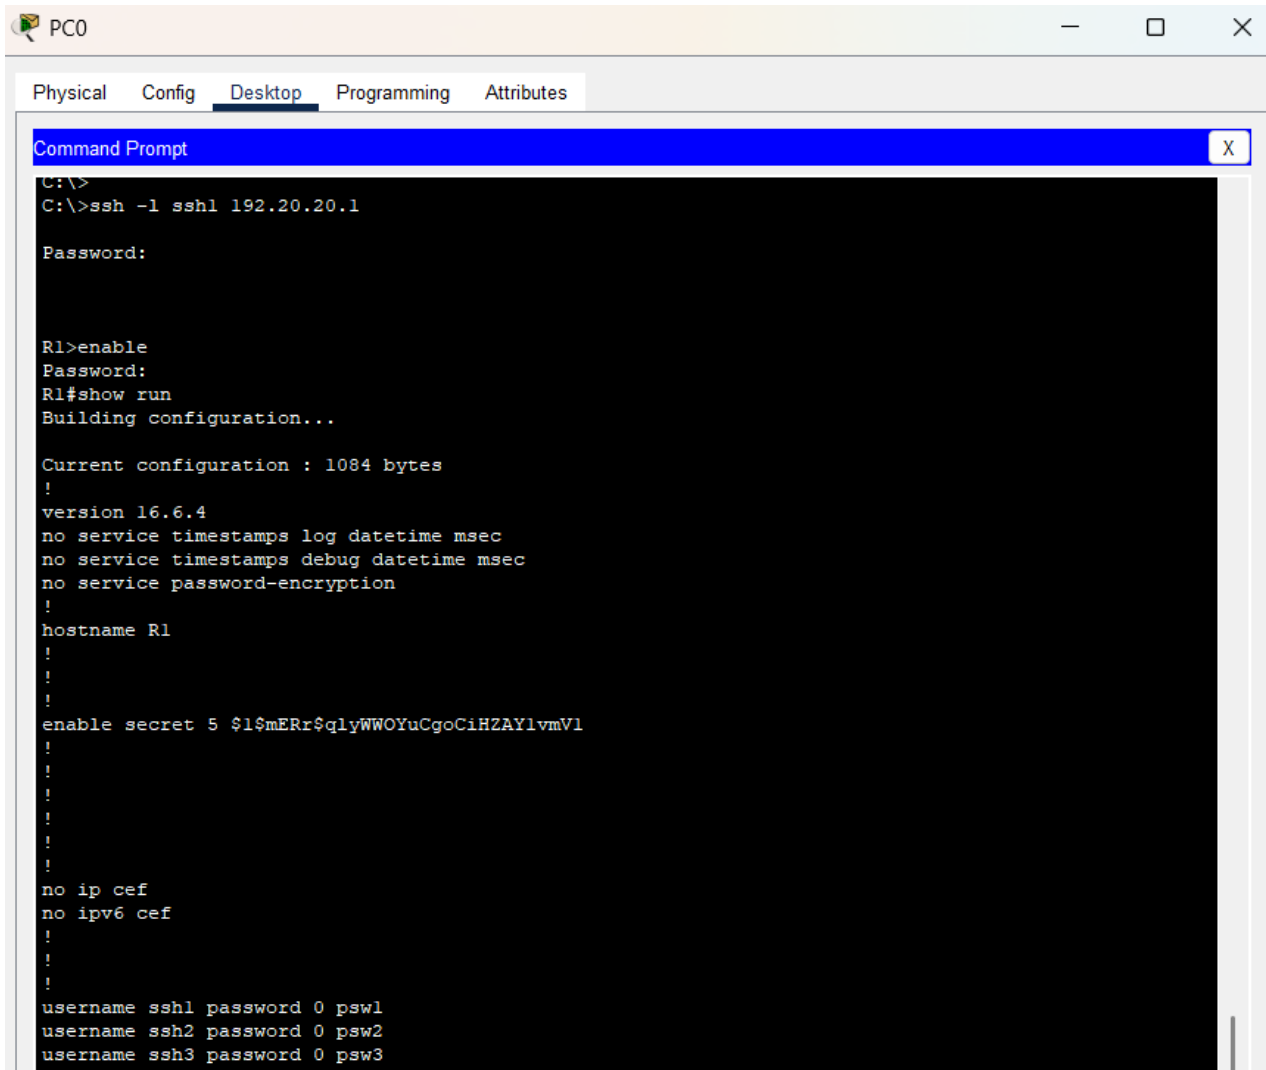 PC0
Physical Config Desktop Programming Attributes
Command Prompt X
C:\>
C:\>ssh -l ssh1 192.20.20.1
Password:
R1>enable
Password:
R1#show run
Building configuration...
Current configuration : 1084 bytes
!
version 16.6.4
no service timestamps log datetime msec
no service timestamps debug datetime msec
no service password-encryption
!
hostname R1
!
!
!
enable secret 5 $1$mERr$qlyWWOYuCgoCiHZAYlvmV1
!
!
!
!
!
!
no ip cef
no ipv6 cef
!
!
!
username ssh1 password 0 psw1
username ssh2 password 0 psw2
username ssh3 password 0 psw3